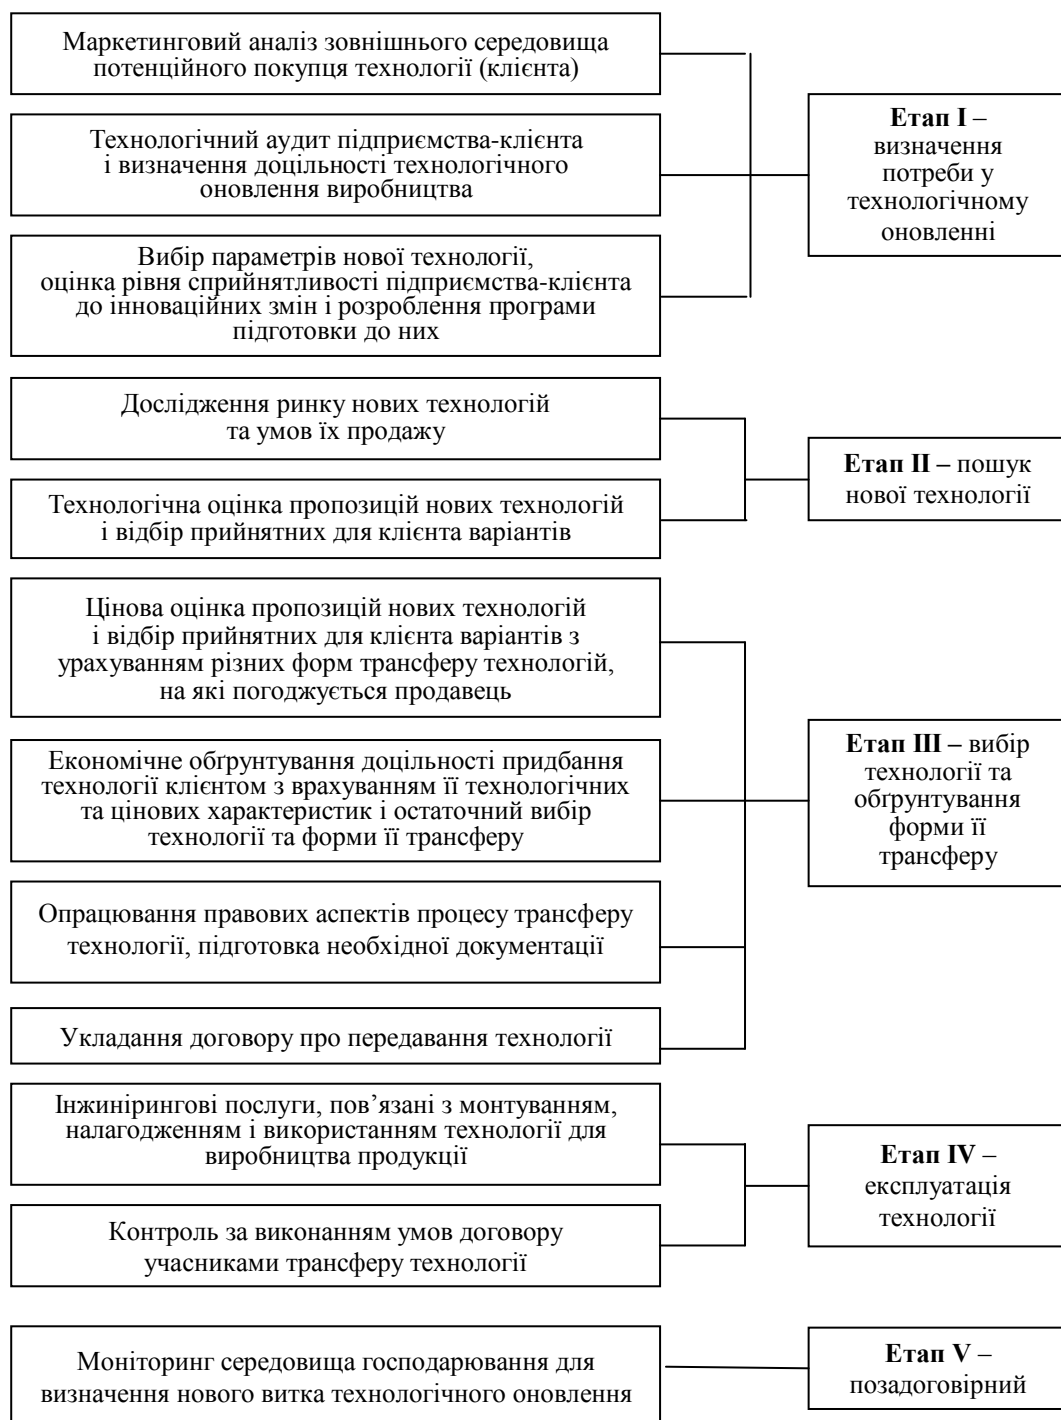 Маркетинговий аналіз зовнішнього середовища
потенційного покупця технології (клієнта)
Технологічний аудит підприємства-клієнта
і визначення доцільності технологічного
оновлення виробництва
Вибір параметрів нової технології,
оцінка рівня сприйнятливості підприємства-клієнта
до інноваційних змін і розроблення програми
підготовки до них
Етап I –
визначення
потреби у
технологічному
оновленні
Дослідження ринку нових технологій
та умов їх продажу
Технологічна оцінка пропозицій нових технологій
і відбір прийнятних для клієнта варіантів
Етап II – пошук
нової технології
Цінова оцінка пропозицій нових технологій
і відбір прийнятних для клієнта варіантів з
урахуванням різних форм трансферу технологій,
на які погоджується продавець
Економічне обґрунтування доцільності придбання
технології клієнтом з врахуванням її технологічних
та цінових характеристик і остаточний вибір
технології та форми її трансферу
Опрацювання правових аспектів процесу трансферу
технології, підготовка необхідної документації
Укладання договору про передавання технології
Етап III – вибір
технології та
обґрунтування
форми її
трансферу
Інжинірингові послуги, пов’язані з монтуванням,
налагодженням і використанням технології для
виробництва продукції
Контроль за виконанням умов договору
учасниками трансферу технології
Етап IV –
експлуатація
технології
Моніторинг середовища господарювання для
визначення нового витка технологічного оновлення
Етап V –
позадоговірний